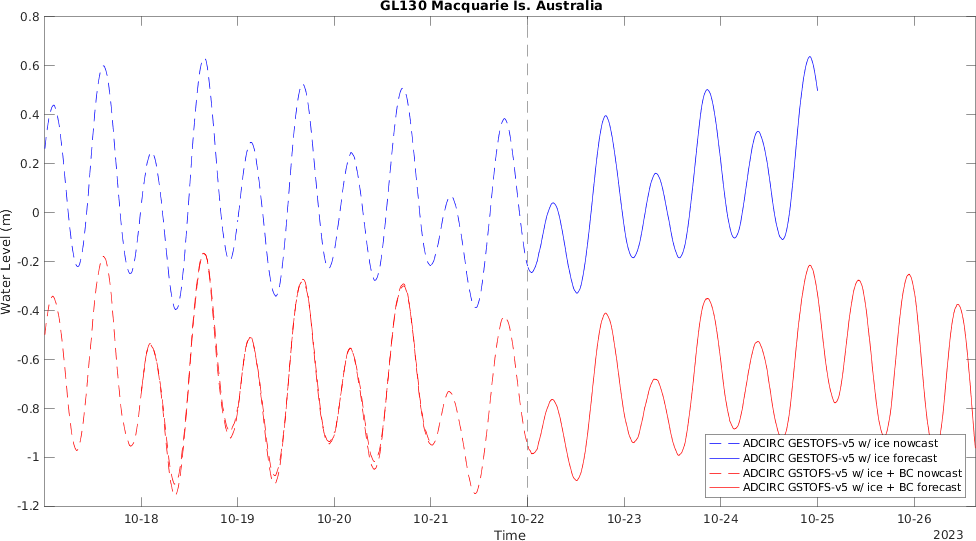 GL130 Macquarie Is. Australia
Water Level (m)
0.8
0.6
0.4
0.2
0
-0.2
-0.4
-0.6
-0.8
-1
-1.2
ADCIRC GESTOFS-v5 w/ ice nowcast
ADCIRC GESTOFS-v5 w/ ice forecast
ADCIRC GSTOFS-v5 w/ ice + BC nowcast
ADCIRC GSTOFS-v5 w/ ice + BC forecast
10-18 10-19 10-20 10-21 10-22 10-23 10-24 10-25 10-26
Time
2023